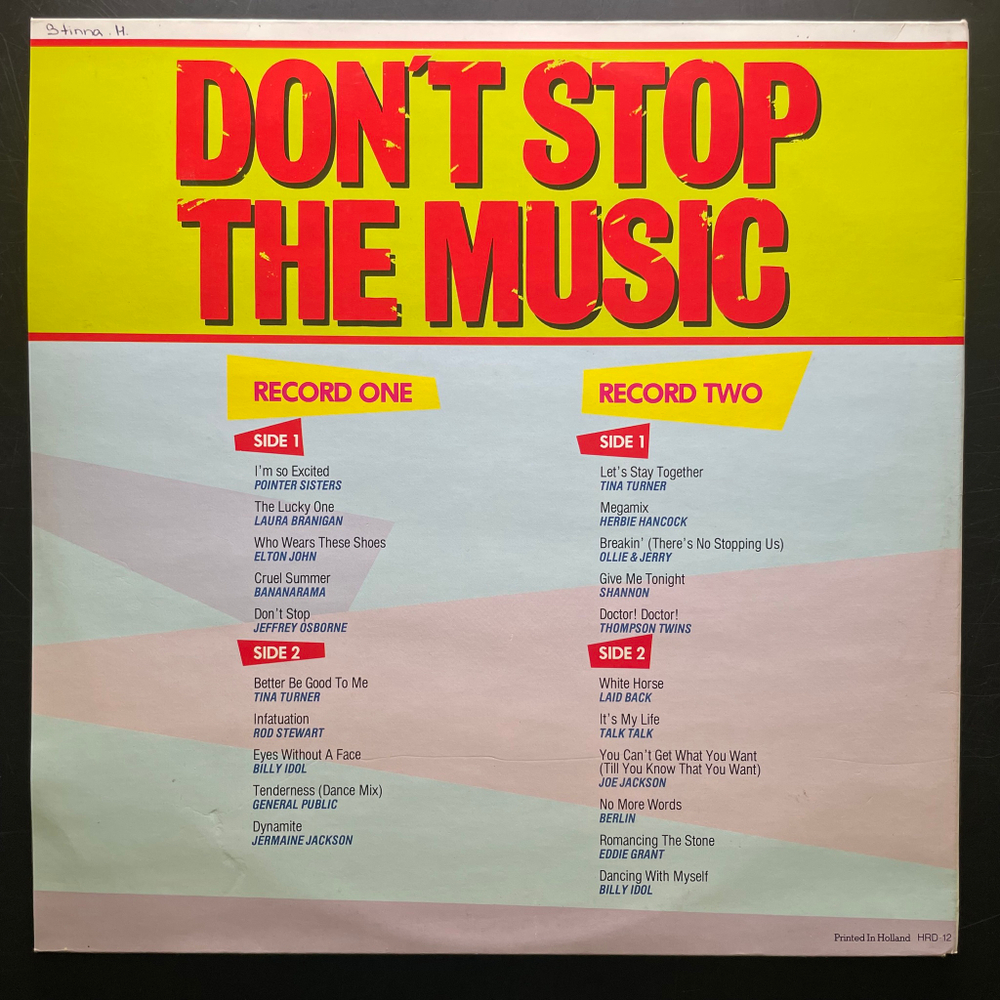 Stinna. H.
DON'T STOP
THE MUSIC
RECORD ONE
SIDE 1
I'm so Excited
POINTER SISTERS
The Lucky One
LAURA BRANIGAN
Who Wears These Shoes
ELTON JOHN
Cruel Summer
BANANARAMA
Don't Stop
JEFFREY OSBORNE
SIDE 2
Better Be Good To Me
TINA TURNER
Infatuation
ROD STEWART
Eyes Without A Face
BILLY IDOL
Tenderness (Dance Mix)
GENERAL PUBLIC
Dynamite
JERMAINE JACKSON
RECORD TWO
SIDE 1
Let's Stay Together
TINA TURNER
Megamix
HERBIE HANCOCK
Breakin' (There's No Stopping Us)
OLLIE & JERRY
Give Me Tonight
SHANNON
Doctor! Doctor!
THOMPSON TWINS
SIDE 2
White Horse
LAID BACK
It's My Life
TALK TALK
You Can't Get What You Want
(Till You Know That You Want)
JOE JACKSON
No More Words
BERLIN
Romancing The Stone
EDDIE GRANT
Dancing With Myself
BILLY IDOL
Printed In Holland HRD 12